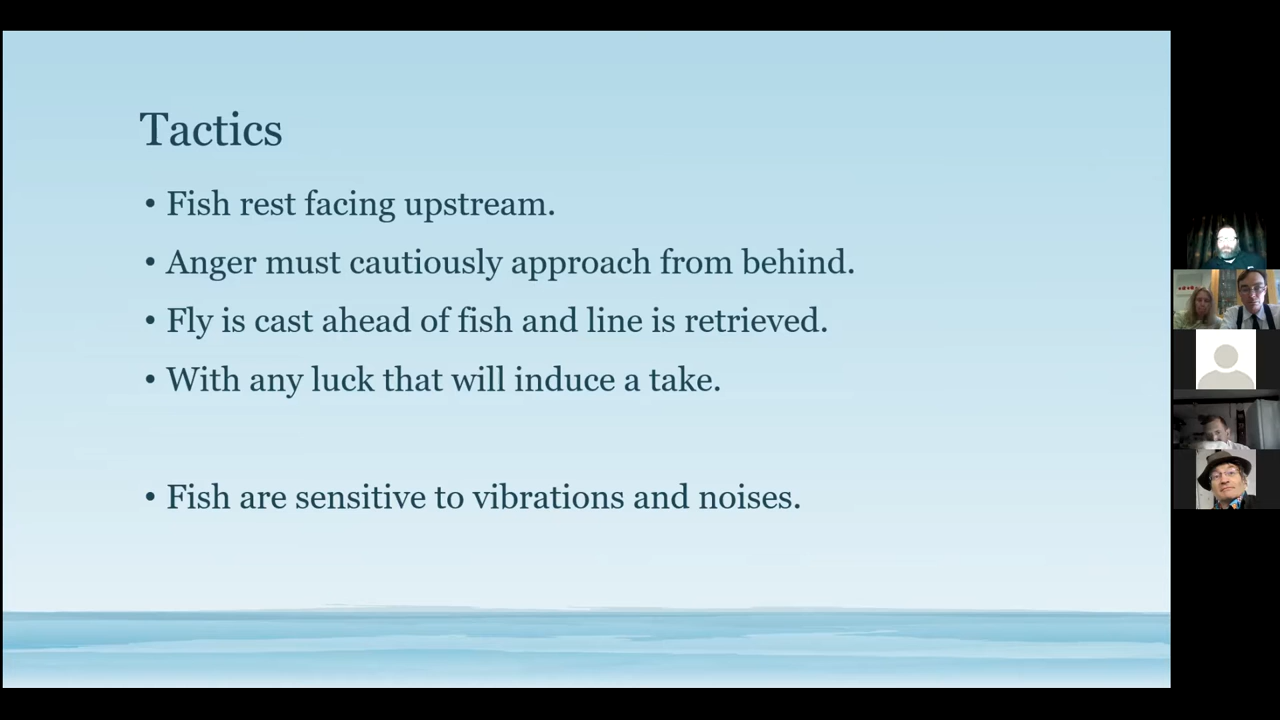 Tactics
• Fish rest facing upstream.
• Anger must cautiously approach from behind.
• Fly is cast ahead of fish and line is retrieved.
• With any luck that will induce a take.
• Fish are sensitive to vibrations and noises.